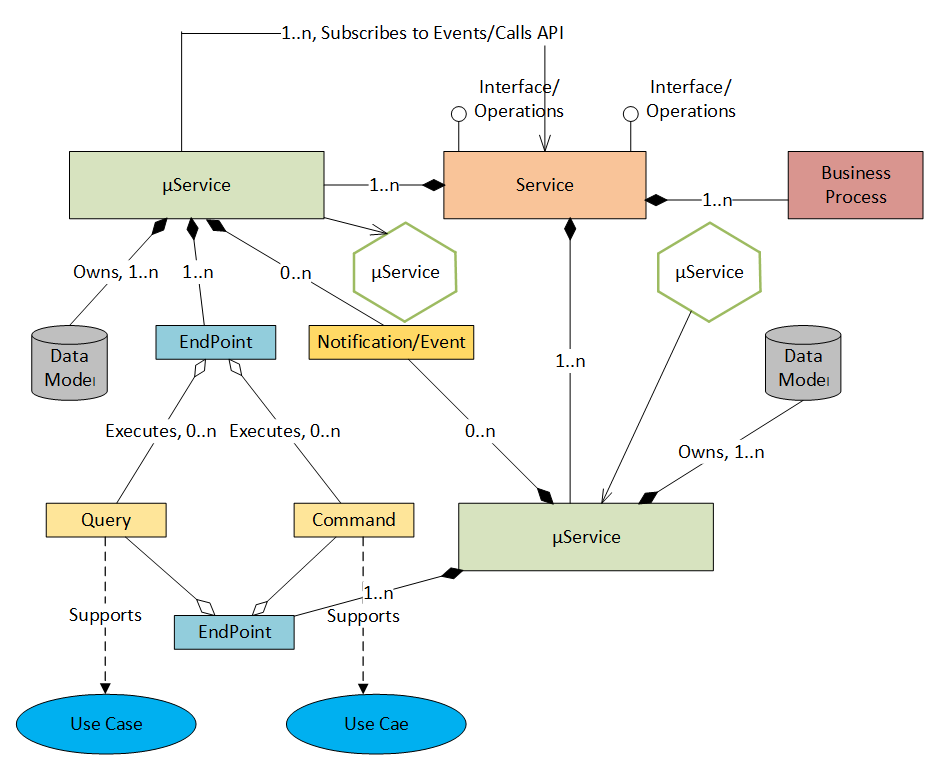 1..n, Subscribes to Events/Calls API
Interface/
Operations
Interface/
Operations
µService
1..n
Service
1..n
Business
Process
Owns, 1..n
1..n
0..n
µService
µService
Data
Model
EndPoint
Notification/Event
Data
Model
1..n
Executes, 0..n
Executes, 0..n
0..n
Owns, 1..n
Query
Command
µService
1..n
Supports
Supports
EndPoint
Use Case
Use Cae